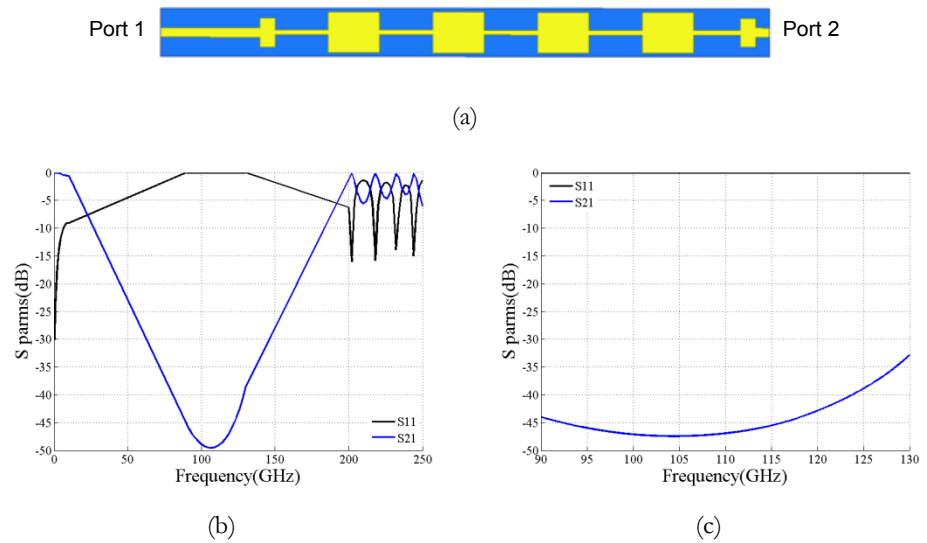 Port 1
Port 2
(a)
0
-5
-10
-15
-20
-25
-30
-35
-40
-45
-50
S parms(dB)
S11
S21
0 50 100 150 200 250
Frequency(GHz)
(b)
0
-5
-10
-15
-20
-25
-30
-35
-40
-45
-50
S parms(dB)
S11
S21
90 95 100 105 110 115 120 125 130
Frequency(GHz)
(c)